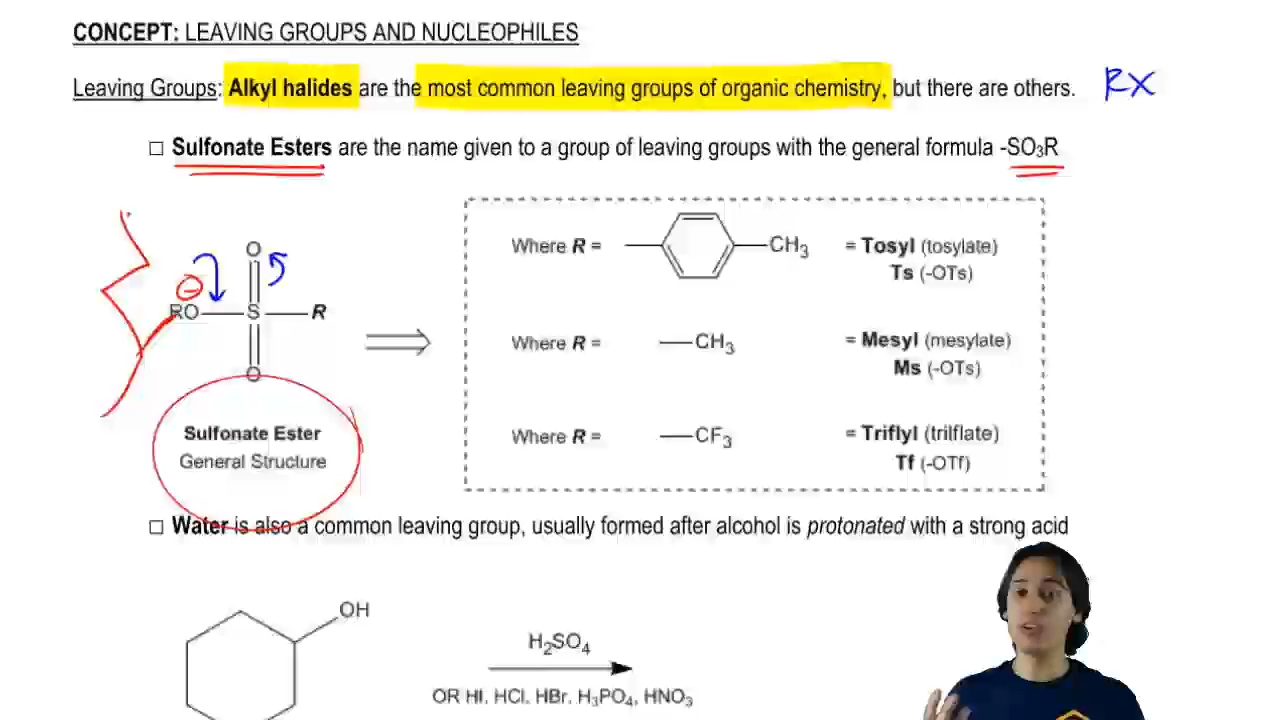 CONCEPT: LEAVING GROUPS AND NUCLEOPHILES
Leaving Groups: Alkyl halides are the most common leaving groups of organic chemistry, but there are others. RX
□ Sulfonate Esters are the name given to a group of leaving groups with the general formula -SO₃R
O
⊖
RO S R
O
Sulfonate Ester
General Structure
Where R = CH₃ = Tosyl (tosylate)
Ts (-OTs)
Where R = —CH₃ = Mesyl (mesylate)
Ms (-OTs)
Where R = —CF₃ = Triflyl (trilflate)
Tf (-OTf)
□ Water is also a common leaving group, usually formed after alcohol is protonated with a strong acid
OH
H₂SO₄
OR HI, HCl, HBr, H₃PO₄, HNO₃